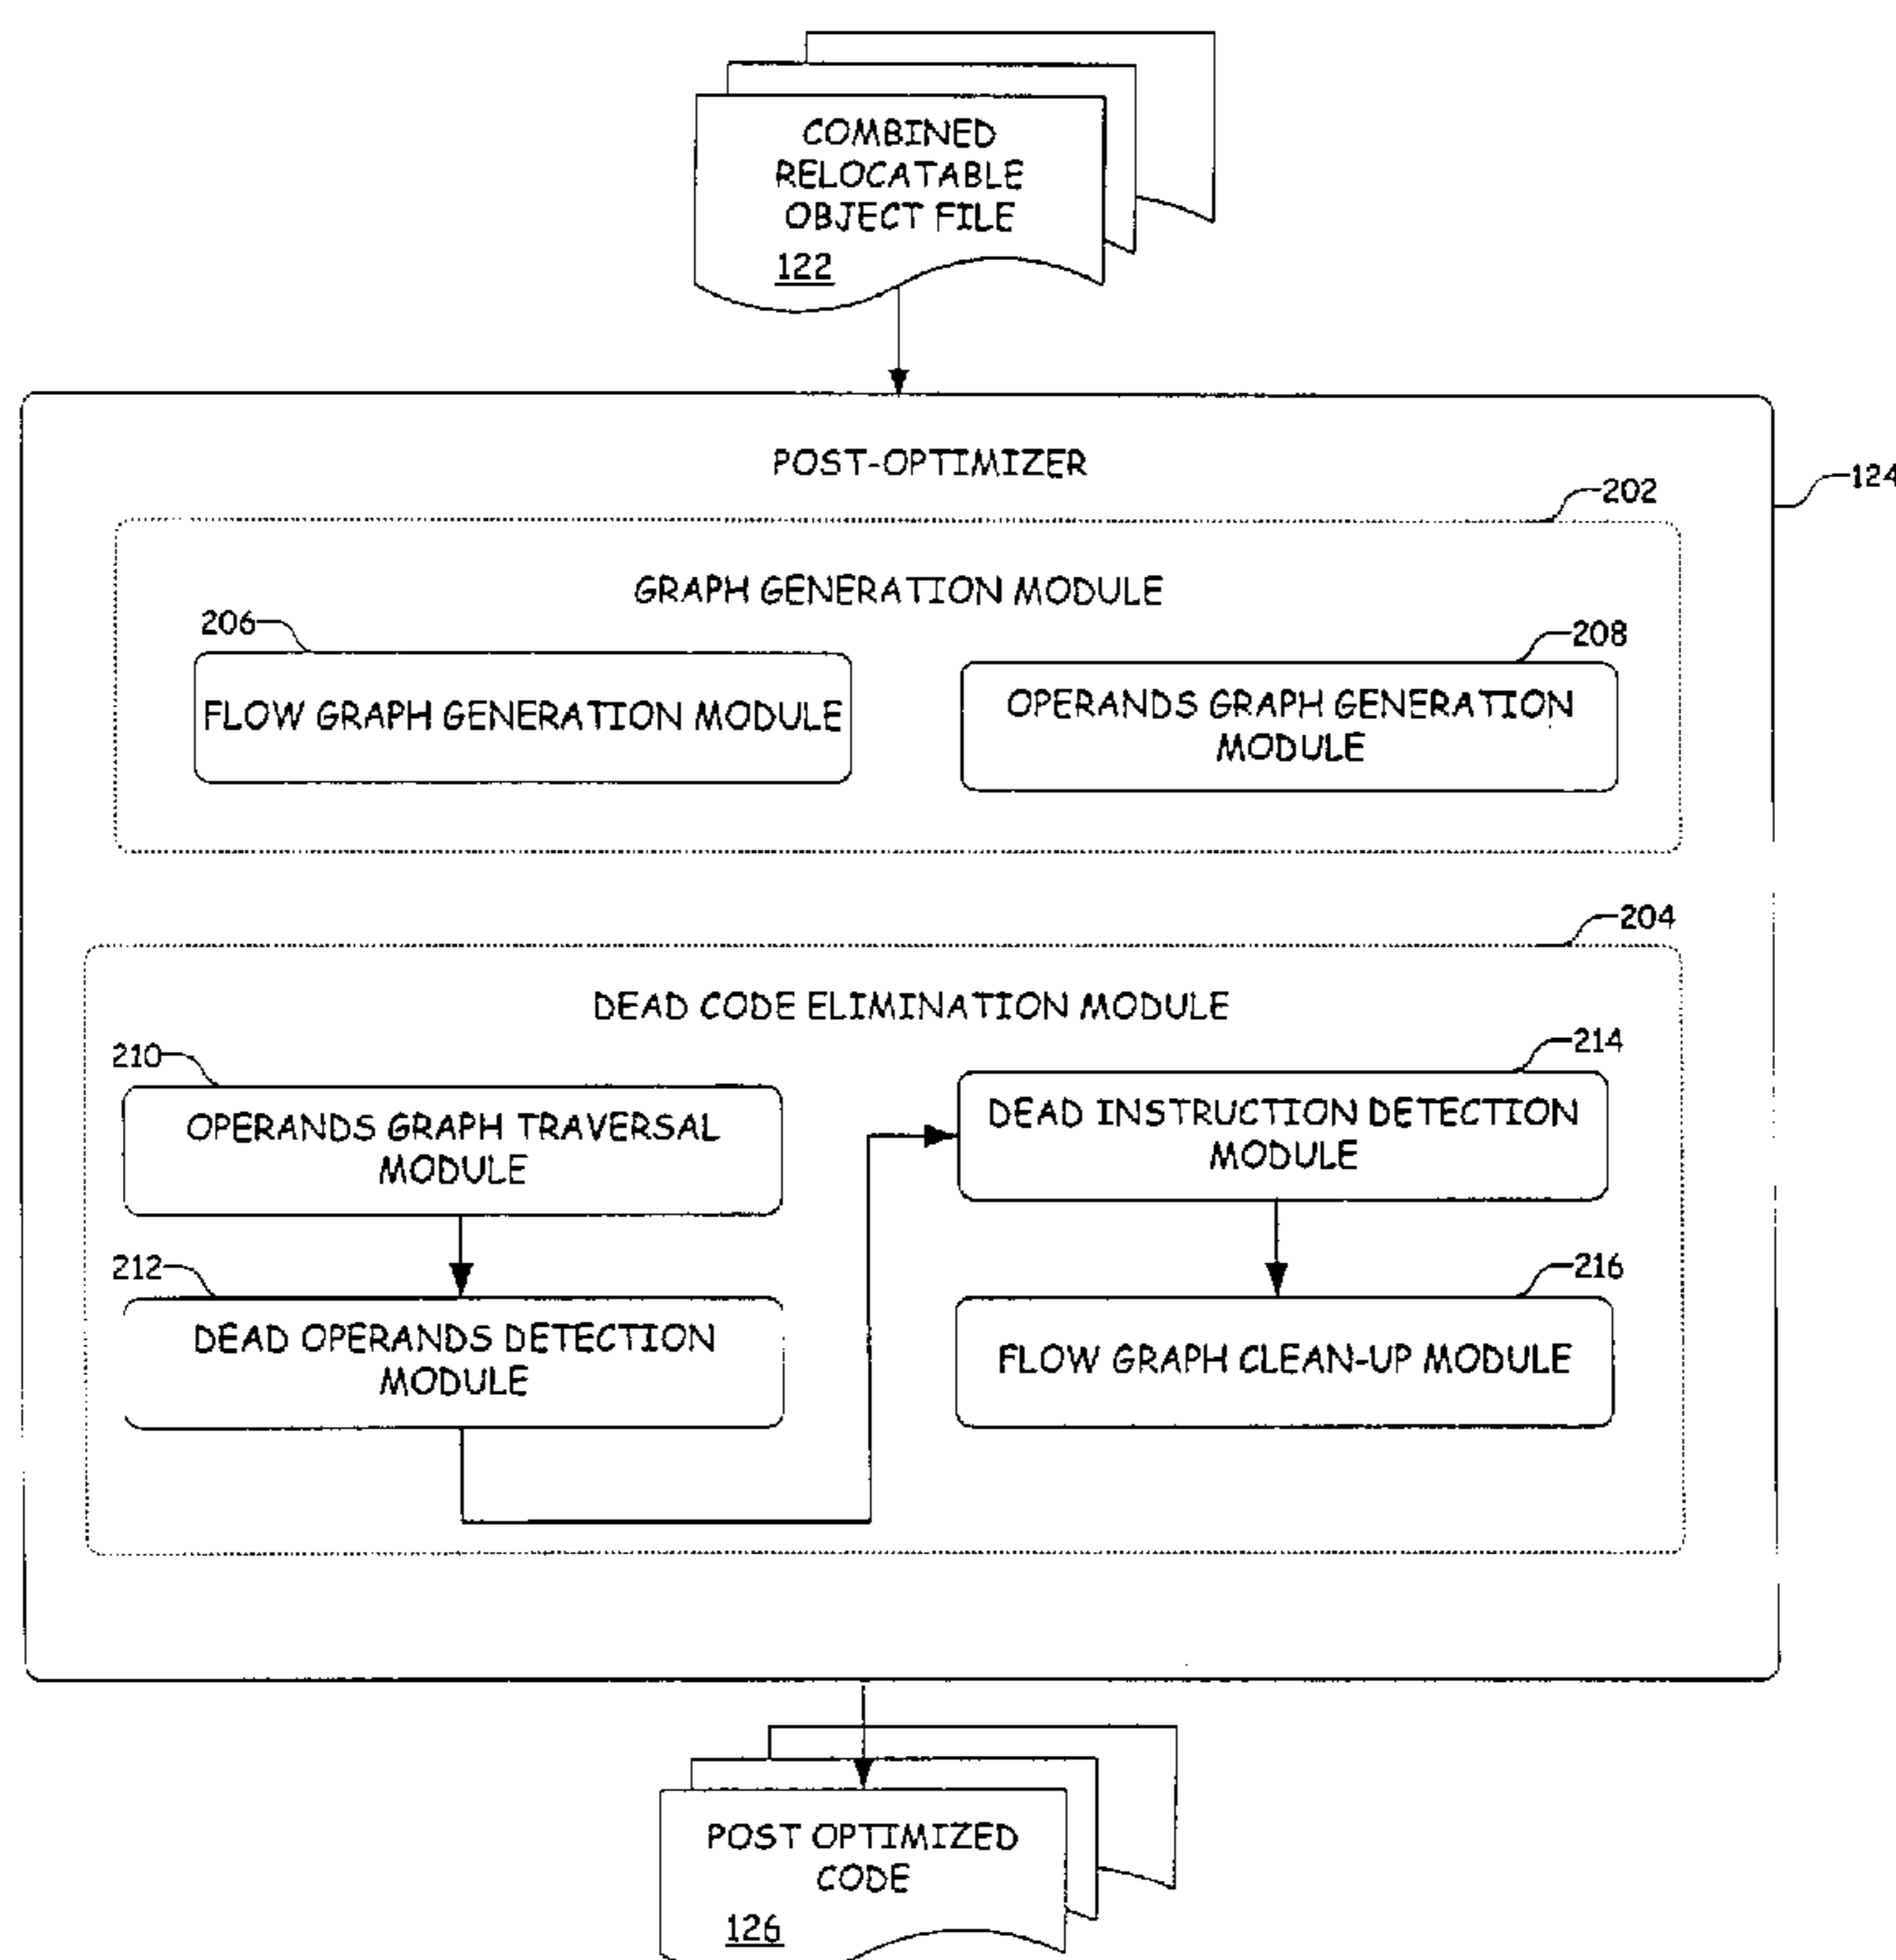 COMBINED
RELOCATABLE
OBJECT FILE
122
POST-OPTIMIZER
124
202
GRAPH GENERATION MODULE
206
208
FLOW GRAPH GENERATION MODULE
OPERANDS GRAPH GENERATION
MODULE
204
DEAD CODE ELIMINATION MODULE
210
214
OPERANDS GRAPH TRAVERSAL
MODULE
DEAD INSTRUCTION DETECTION
MODULE
212
216
DEAD OPERANDS DETECTION
MODULE
FLOW GRAPH CLEAN-UP MODULE
POST OPTIMIZED
CODE
126